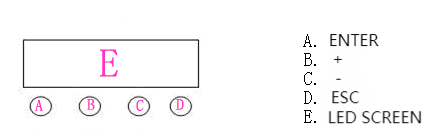 E
A B C D
A. ENTER
B. +
C. -
D. ESC
E. LED SCREEN